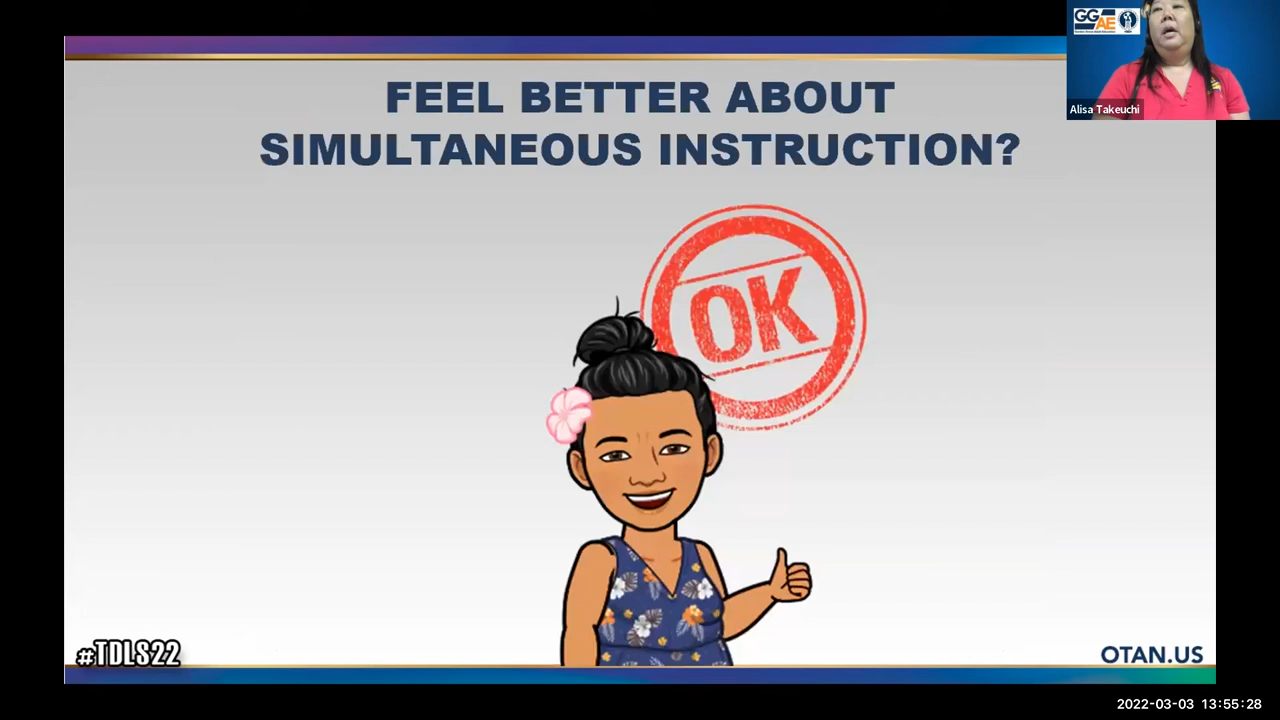 FEEL BETTER ABOUT
SIMULTANEOUS INSTRUCTION?
GG
AE
Alisa Takeuchi
OK
#TDLS22
OTAN.US
2022-03-03 13:55:28